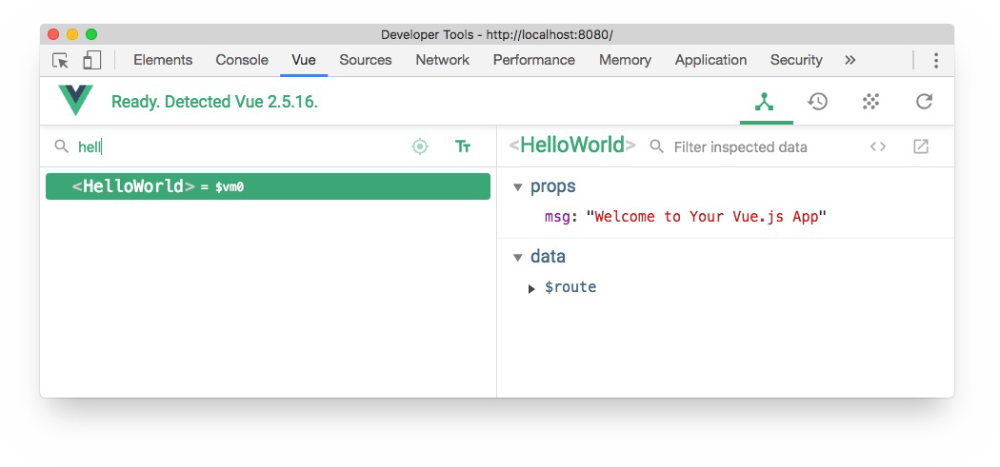 Developer Tools - http://localhost:8080/
Elements Console Vue Sources Network Performance Memory Application Security »
Ready. Detected Vue 2.5.16.
hell
<HelloWorld> = $vm0
<HelloWorld> Filter inspected data
props
msg: "Welcome to Your Vue.js App"
data
$route